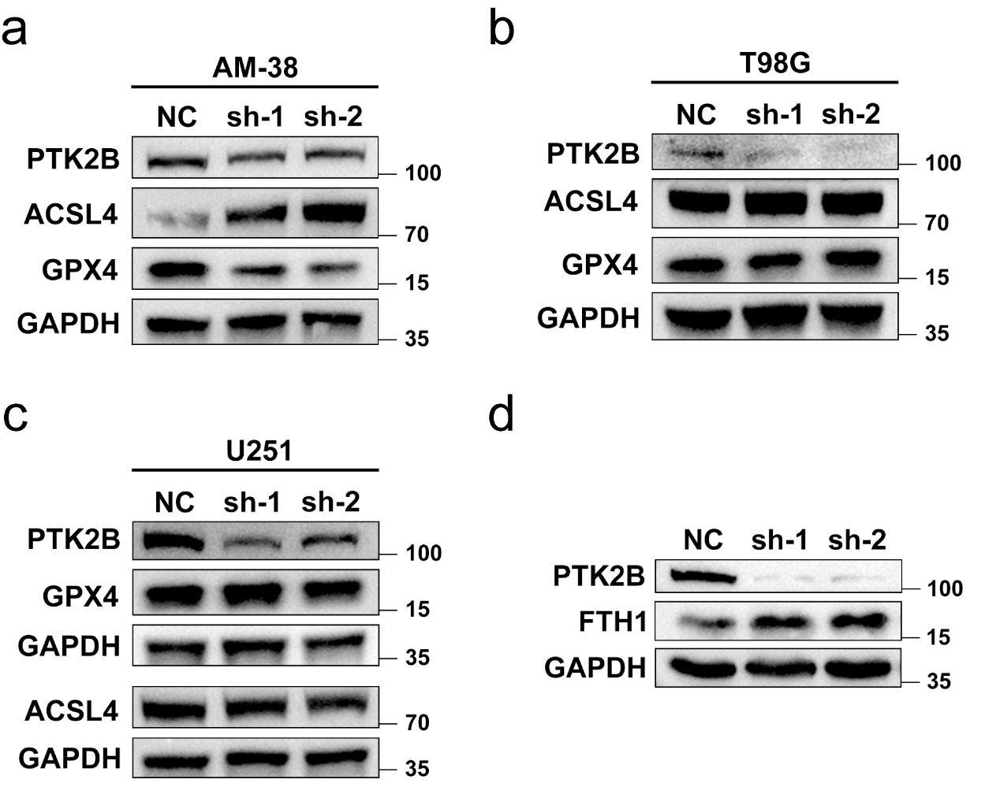 a
AM-38
NC sh-1 sh-2
PTK2B
100
ACSL4
70
GPX4
15
GAPDH
35
b
T98G
NC sh-1 sh-2
PTK2B
100
ACSL4
70
GPX4
15
GAPDH
35
c
U251
NC sh-1 sh-2
PTK2B
100
GPX4
15
GAPDH
35
ACSL4
70
GAPDH
35
d
NC sh-1 sh-2
PTK2B
100
FTH1
15
GAPDH
35